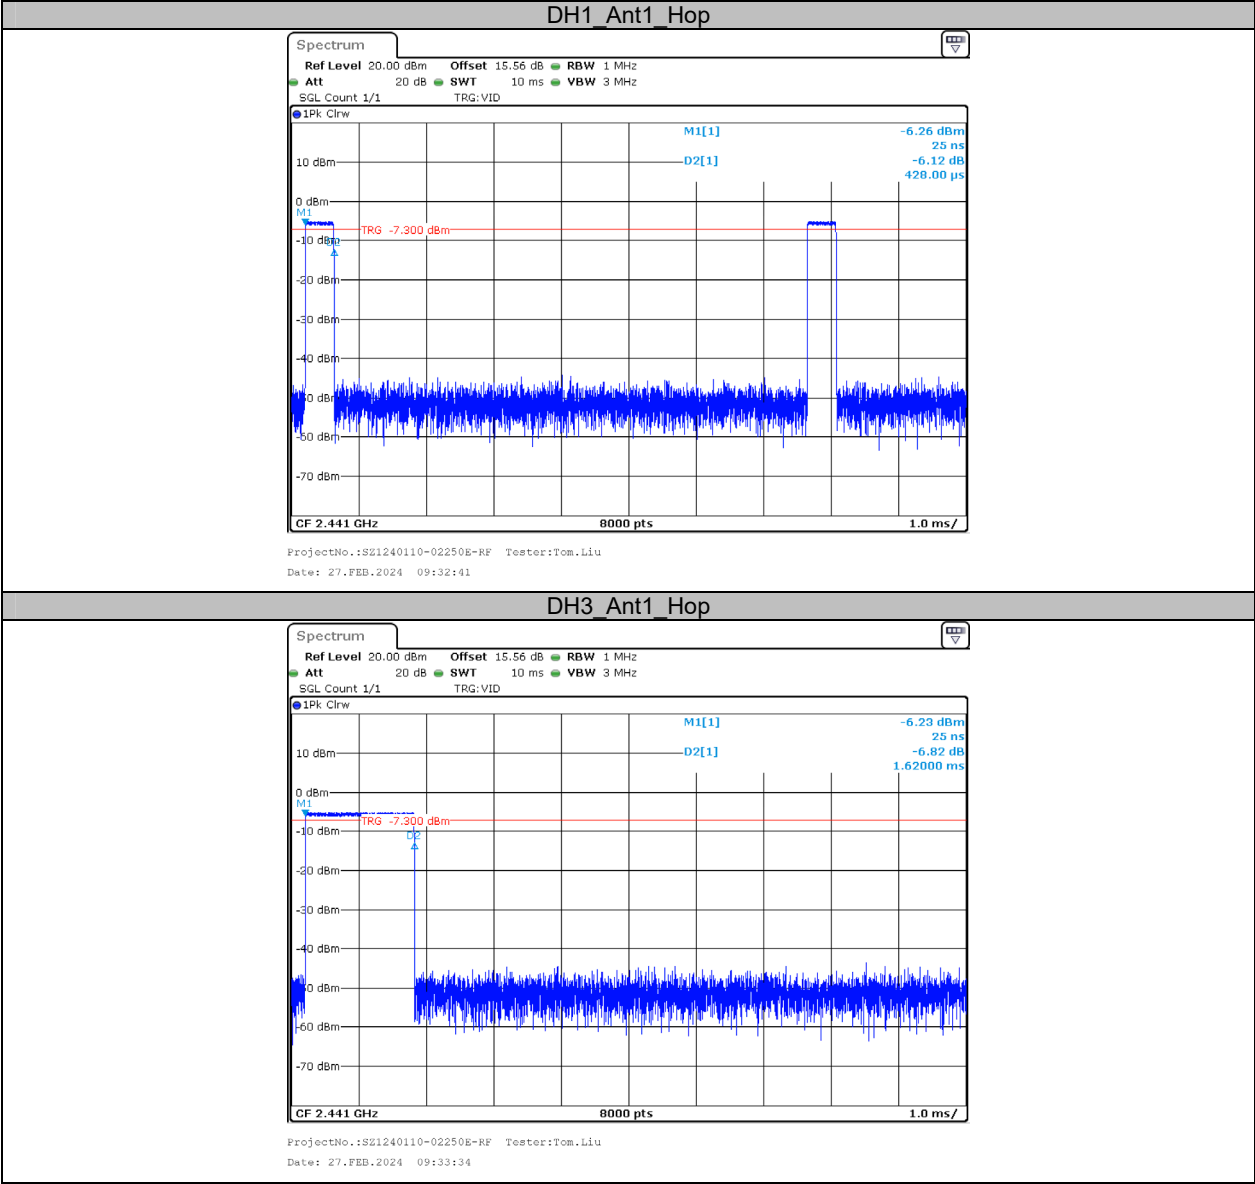 DH1_Ant1_Hop
Spectrum
Ref Level 20.00 dBm Offset 15.56 dB RBW 1 MHz
Att 20 dB SWT 10 ms VBW 3 MHz
SGL Count 1/1 TRG:VID
1Pk Clrw
M1[1] -6.26 dBm
25 ns
10 dBm D2[1] -6.12 dB
428.00 µs
0 dBm
M1
TRG -7.300 dBm
-10 dBm
-20 dBm
-30 dBm
-40 dBm
-60 dBm
-70 dBm
CF 2.441 GHz 8000 pts 1.0 ms/
ProjectNo.:SZ1240110-02250E-RF Tester:Tom.Liu
Date: 27.FEB.2024 09:32:41
DH3_Ant1_Hop
Spectrum
Ref Level 20.00 dBm Offset 15.56 dB RBW 1 MHz
Att 20 dB SWT 10 ms VBW 3 MHz
SGL Count 1/1 TRG:VID
1Pk Clrw
M1[1] -6.23 dBm
25 ns
10 dBm D2[1] -6.82 dB
1.62000 ms
0 dBm
M1
TRG -7.300 dBm
-10 dBm D2
-20 dBm
-30 dBm
-40 dBm
-60 dBm
-70 dBm
CF 2.441 GHz 8000 pts 1.0 ms/
ProjectNo.:SZ1240110-02250E-RF Tester:Tom.Liu
Date: 27.FEB.2024 09:33:34